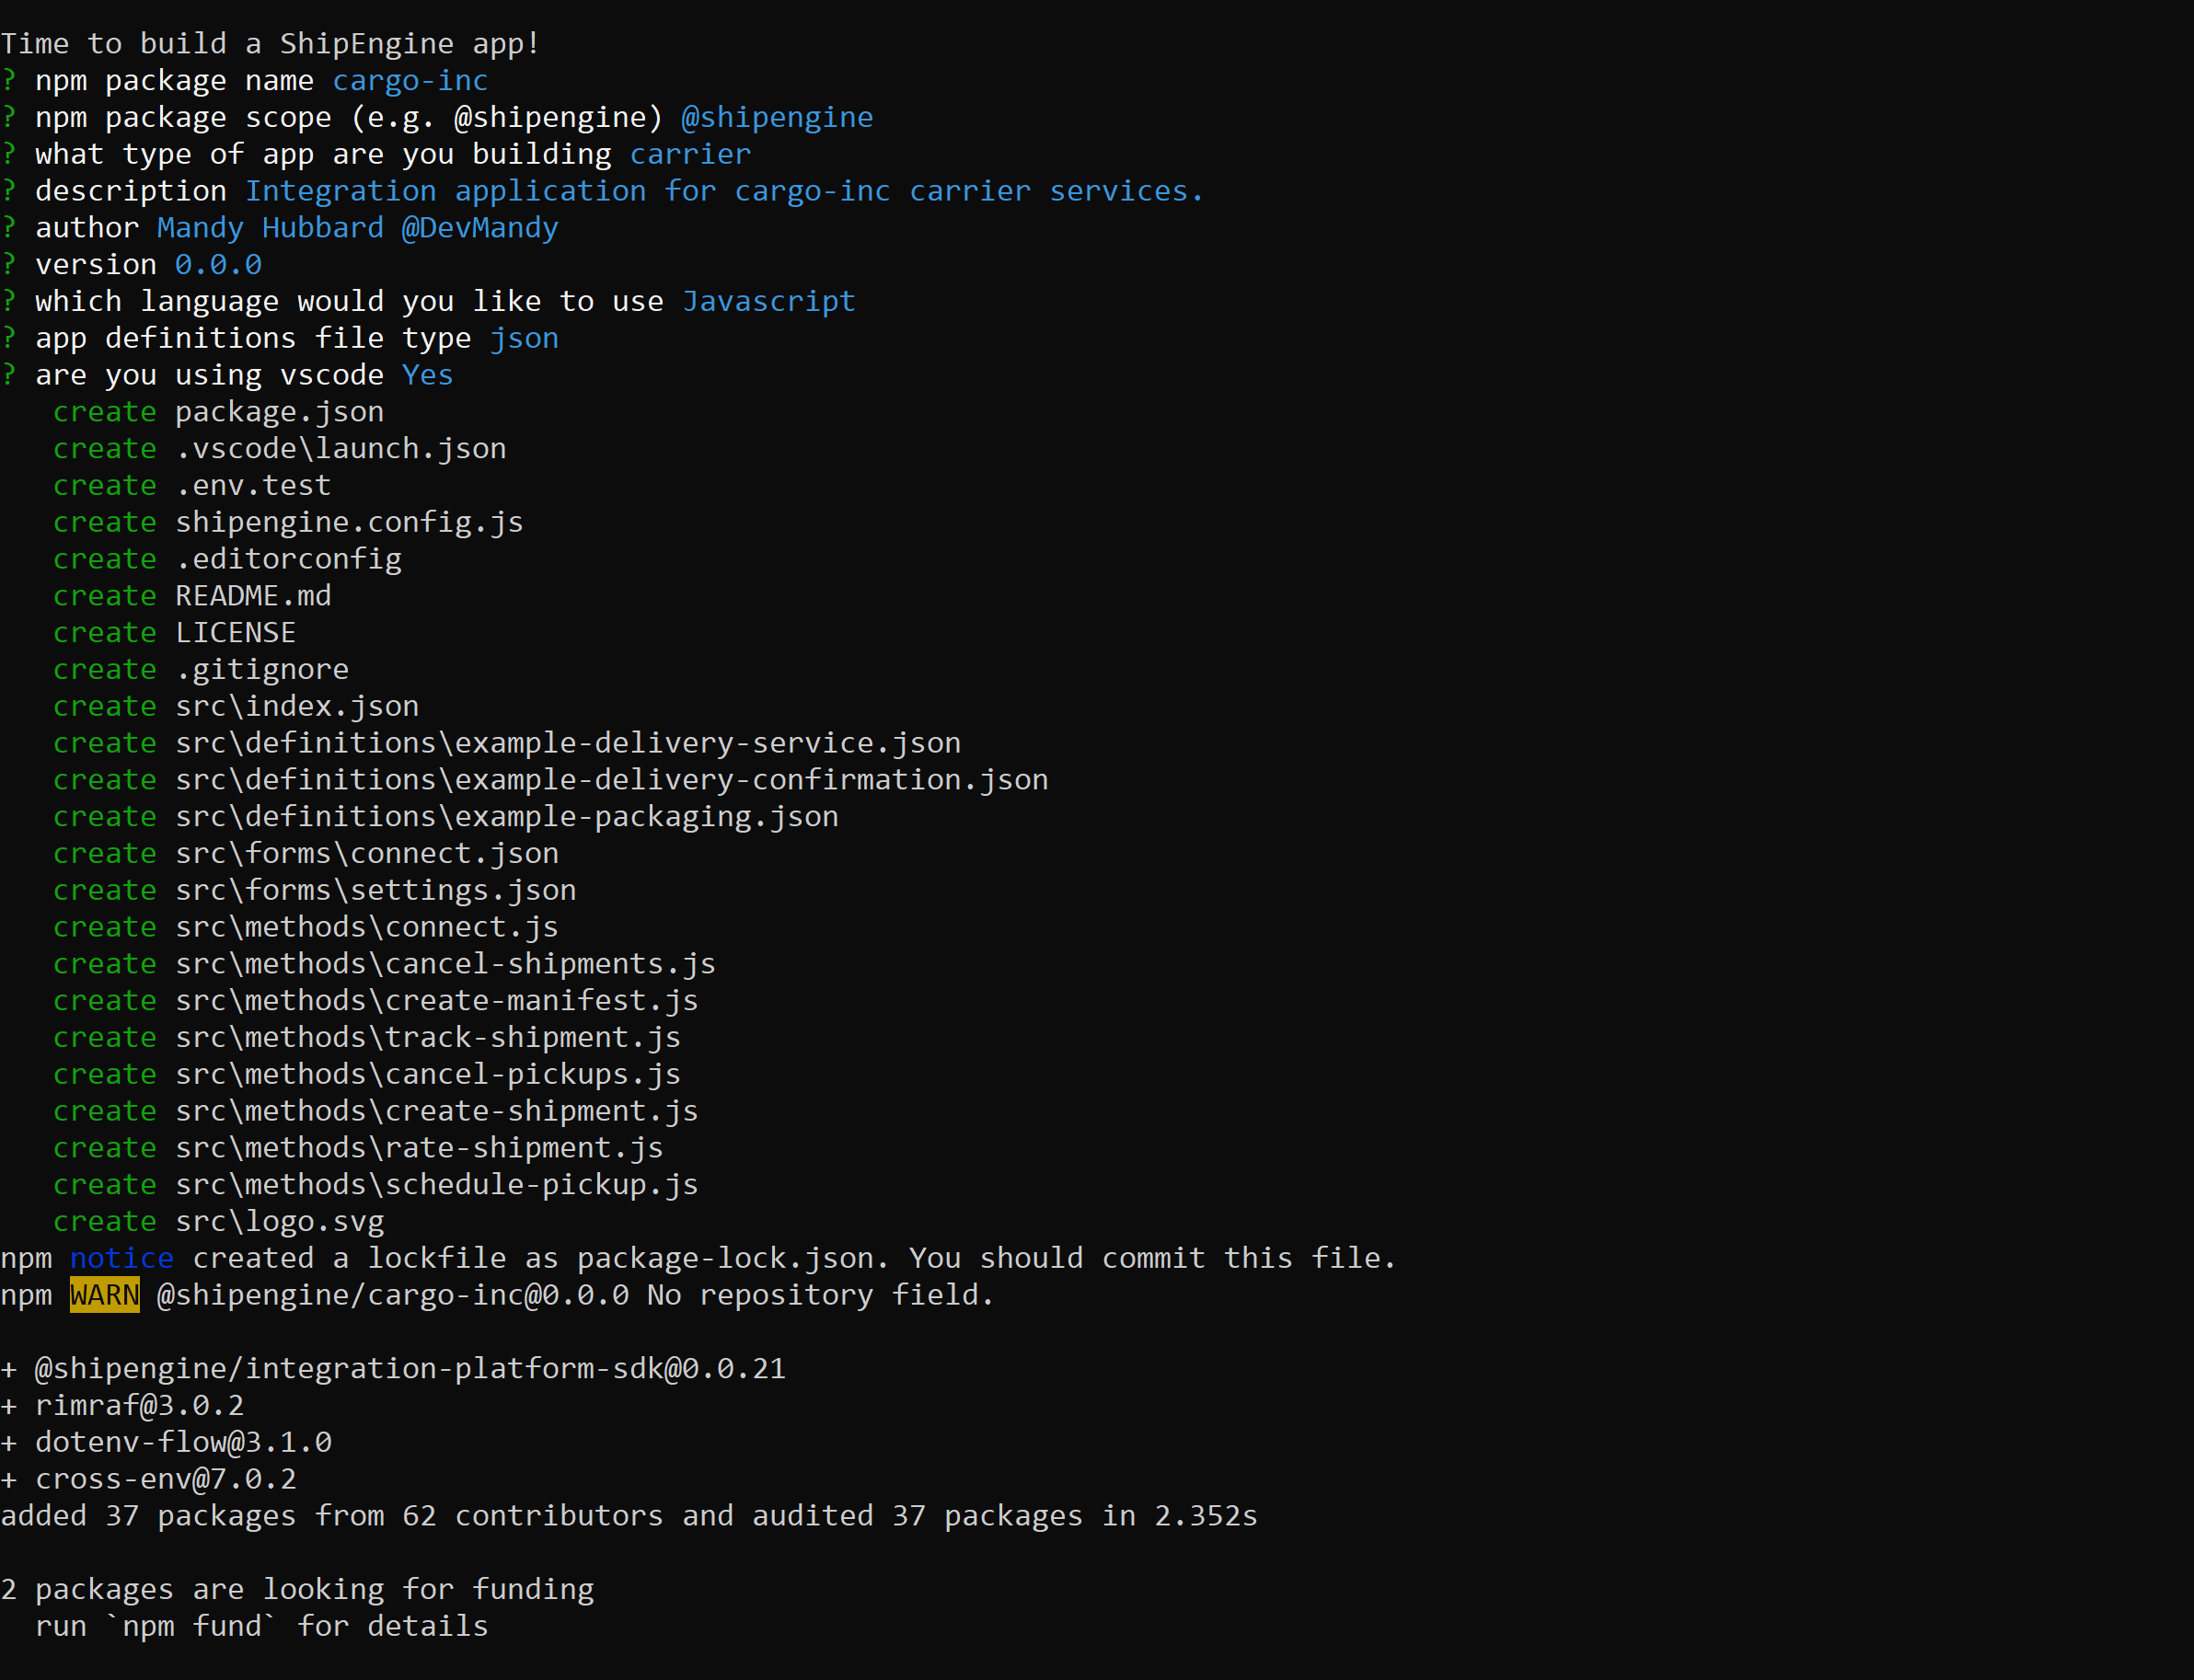 Time to build a ShipEngine app!
? npm package name cargo-inc
? npm package scope (e.g. @shipengine) @shipengine
? what type of app are you building carrier
? description Integration application for cargo-inc carrier services.
? author Mandy Hubbard @DevMandy
? version 0.0.0
? which language would you like to use Javascript
? app definitions file type json
? are you using vscode Yes
   create package.json
   create .vscode\launch.json
   create .env.test
   create shipengine.config.js
   create .editorconfig
   create README.md
   create LICENSE
   create .gitignore
   create src\index.json
   create src\definitions\example-delivery-service.json
   create src\definitions\example-delivery-confirmation.json
   create src\definitions\example-packaging.json
   create src\forms\connect.json
   create src\forms\settings.json
   create src\methods\connect.js
   create src\methods\cancel-shipments.js
   create src\methods\create-manifest.js
   create src\methods\track-shipment.js
   create src\methods\cancel-pickups.js
   create src\methods\create-shipment.js
   create src\methods\rate-shipment.js
   create src\methods\schedule-pickup.js
   create src\logo.svg
npm notice created a lockfile as package-lock.json. You should commit this file.
npm WARN @shipengine/cargo-inc@0.0.0 No repository field.

+ @shipengine/integration-platform-sdk@0.0.21
+ rimraf@3.0.2
+ dotenv-flow@3.1.0
+ cross-env@7.0.2
added 37 packages from 62 contributors and audited 37 packages in 2.352s

2 packages are looking for funding
  run `npm fund` for details